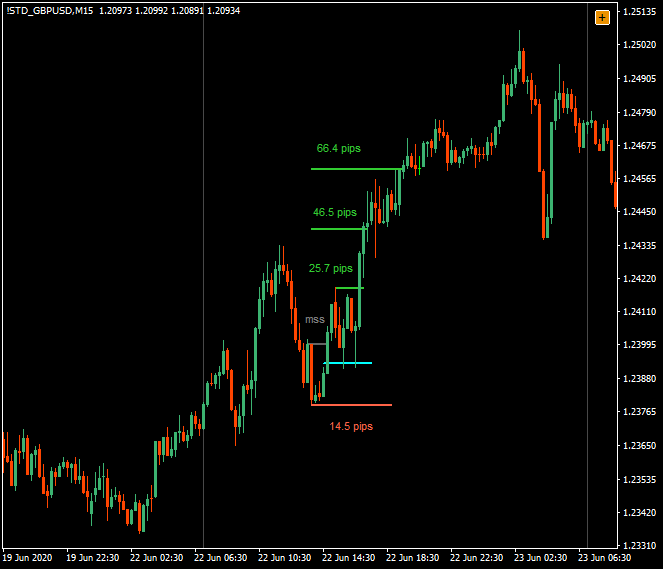 !STD_GBPUSD,M15 1.20973 1.20992 1.20891 1.20934
1.25135
1.25020
1.24905
1.24790
1.24675
1.24565
1.24450
1.24335
1.24220
1.24110
1.23995
1.23880
1.23765
1.23650
1.23535
1.23420
1.23310
66.4 pips
46.5 pips
25.7 pips
mss
14.5 pips
19 Jun 2020
19 Jun 22:30
22 Jun 02:30
22 Jun 06:30
22 Jun 10:30
22 Jun 14:30
22 Jun 18:30
22 Jun 22:30
23 Jun 02:30
23 Jun 06:30